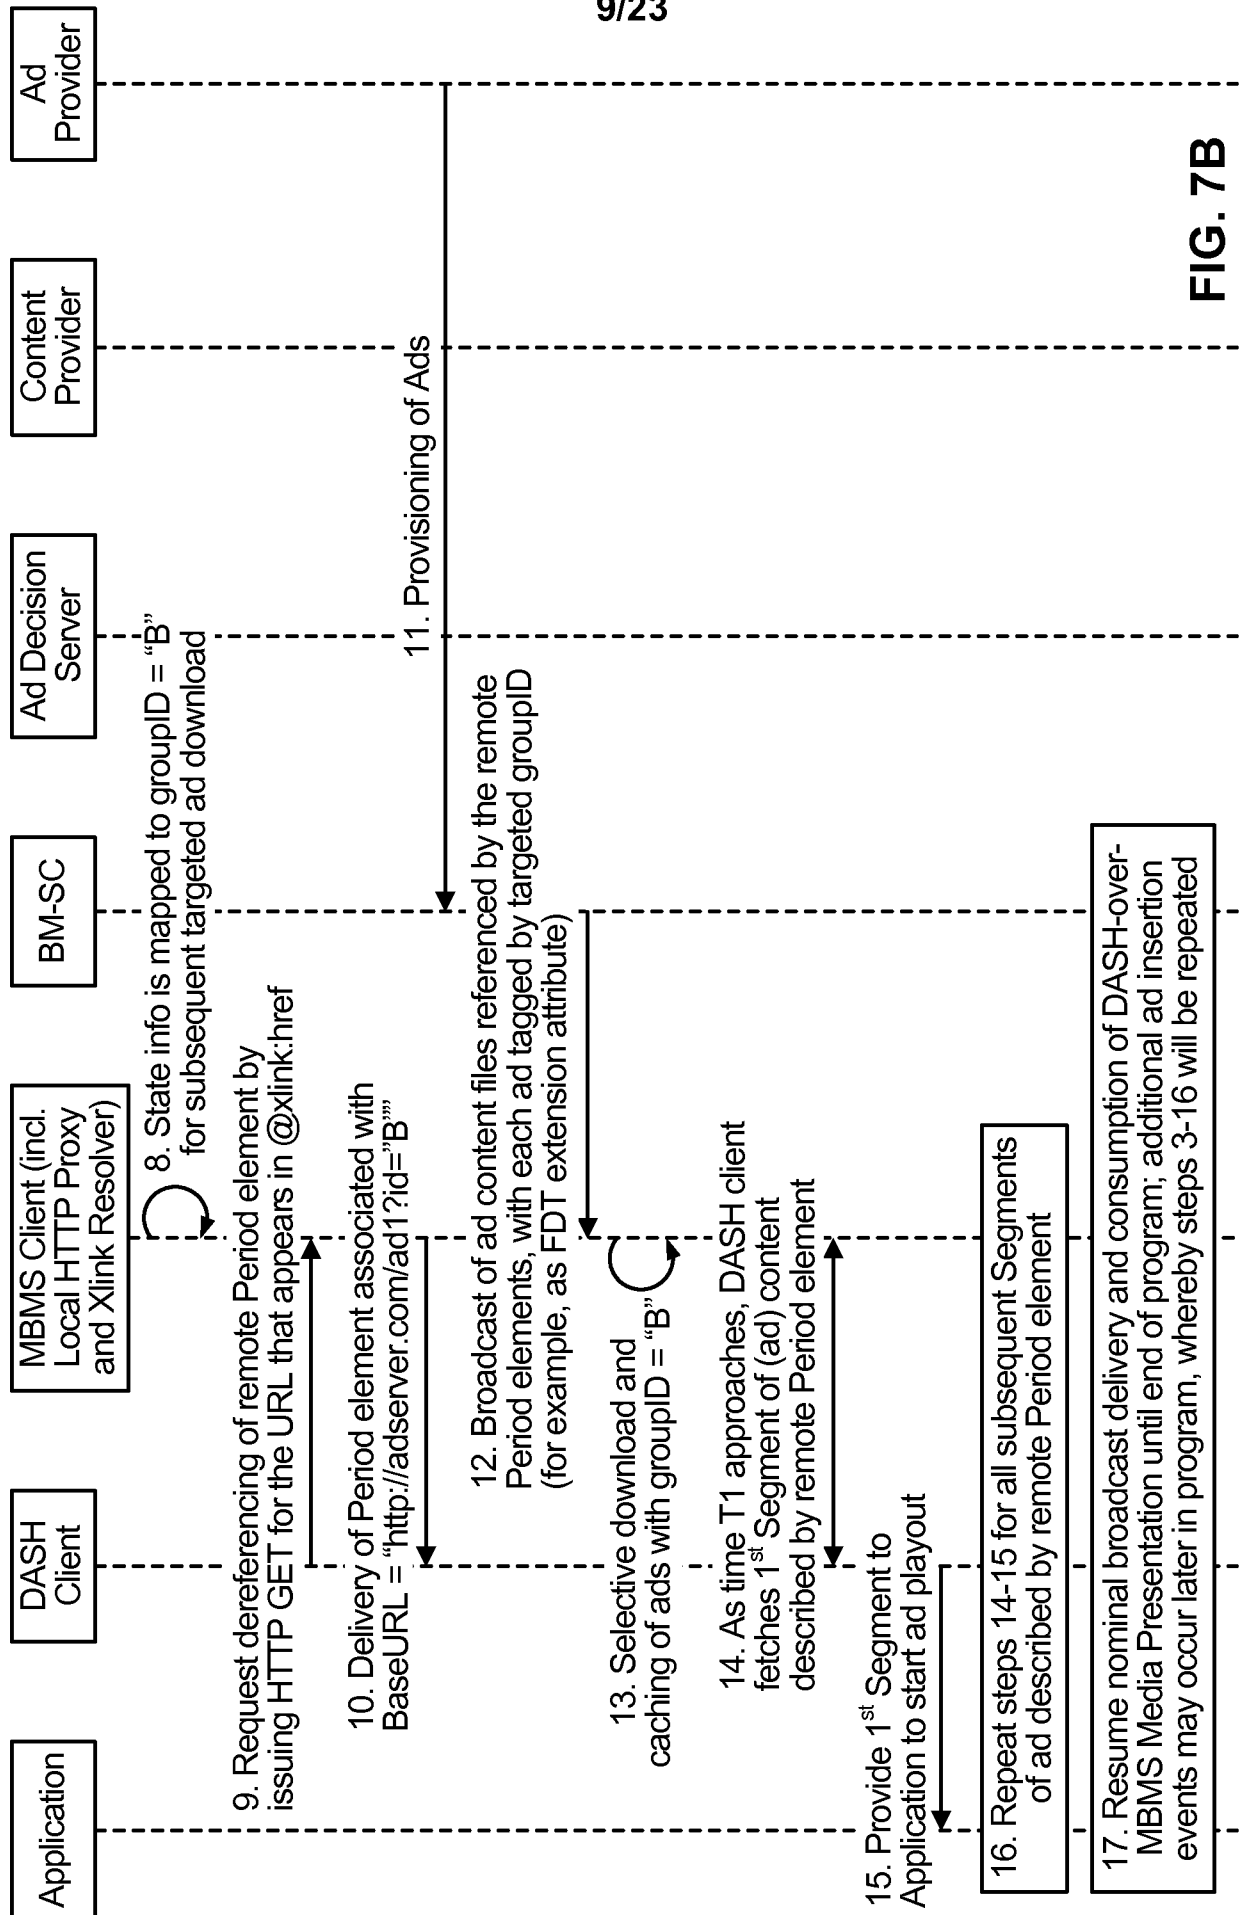 9/23
Application
DASH
Client
MBMS Client (incl.
Local HTTP Proxy
and Xlink Resolver)
BM-SC
Ad Decision
Server
Content
Provider
Ad
Provider
8. State info is mapped to groupID = “B”
for subsequent targeted ad download
9. Request dereferencing of remote Period element by
issuing HTTP GET for the URL that appears in @xlink:href
10. Delivery of Period element associated with
BaseURL = “http://adserver.com/ad1?id=”B””
11. Provisioning of Ads
12. Broadcast of ad content files referenced by the remote
Period elements, with each ad tagged by targeted groupID
(for example, as FDT extension attribute)
13. Selective download and
caching of ads with groupID = “B”
14. As time T1 approaches, DASH client
fetches 1st Segment of (ad) content
described by remote Period element
15. Provide 1st Segment to
Application to start ad playout
16. Repeat steps 14-15 for all subsequent Segments
of ad described by remote Period element
17. Resume nominal broadcast delivery and consumption of DASH-over-
MBMS Media Presentation until end of program; additional ad insertion
events may occur later in program, whereby steps 3-16 will be repeated
FIG. 7B